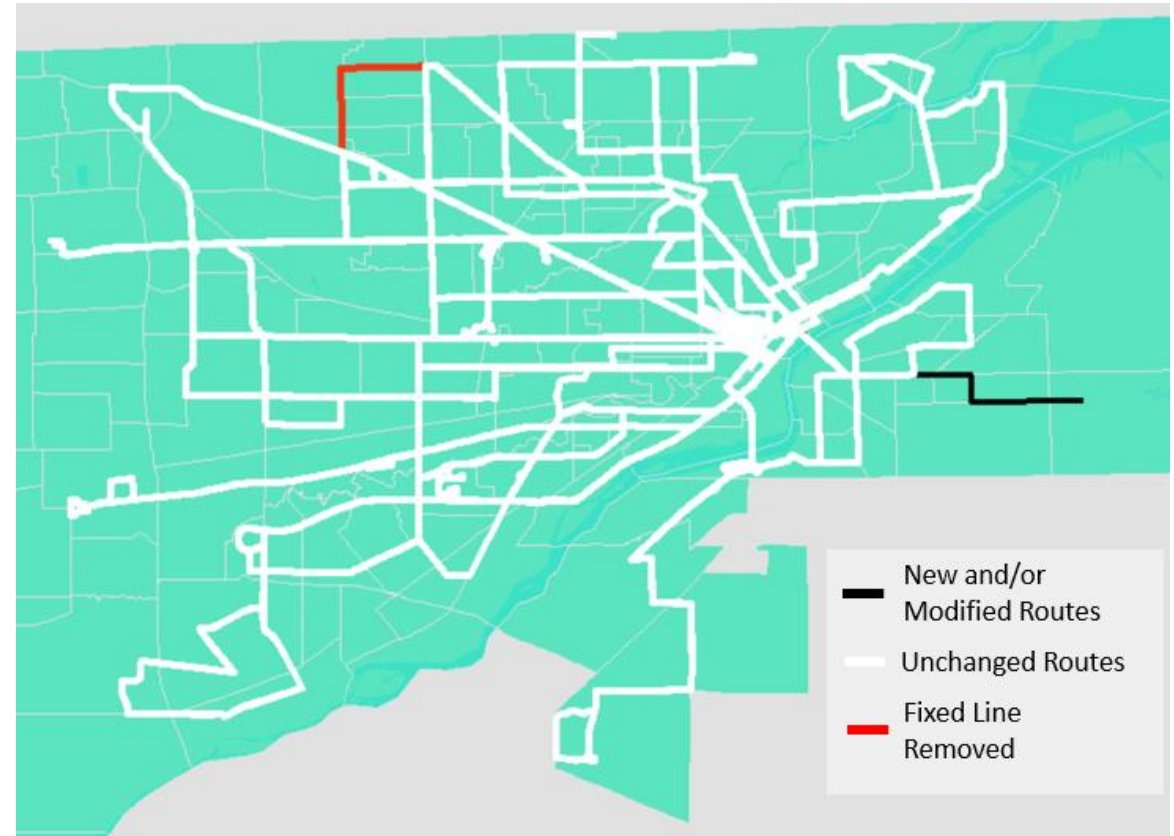 New and/or
Modified Routes
Unchanged Routes
Fixed Line
Removed